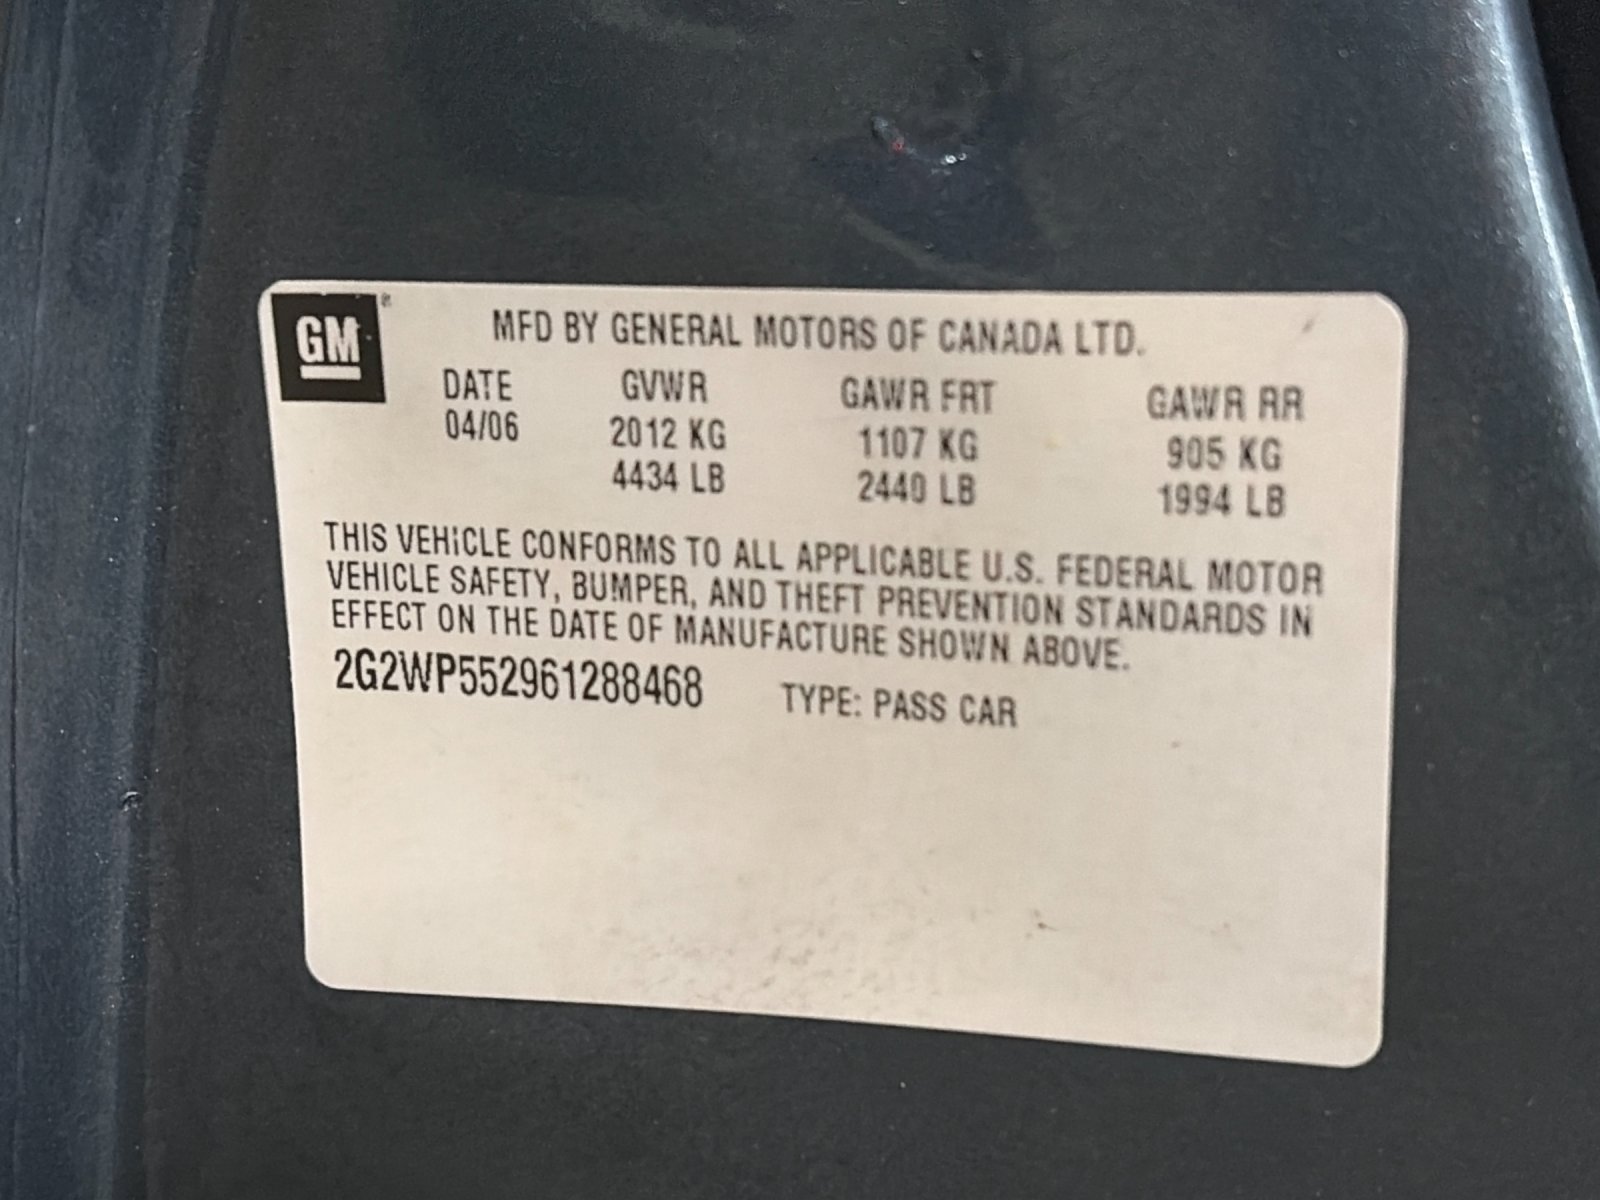 GM ®
MFD BY GENERAL MOTORS OF CANADA LTD.
DATE GVWR GAWR FRT GAWR RR
04/06 2012 KG 1107 KG 905 KG
4434 LB 2440 LB 1994 LB
THIS VEHICLE CONFORMS TO ALL APPLICABLE U.S. FEDERAL MOTOR
VEHICLE SAFETY, BUMPER, AND THEFT PREVENTION STANDARDS IN
EFFECT ON THE DATE OF MANUFACTURE SHOWN ABOVE.
2G2WP552961288468 TYPE: PASS CAR